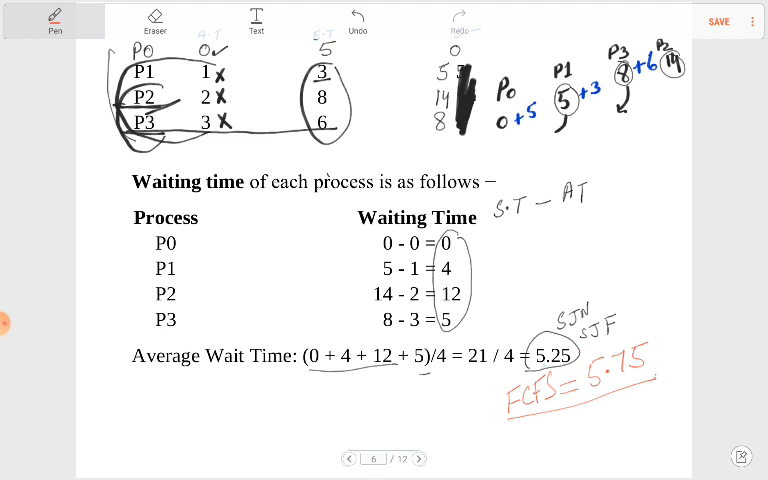 Pen Eraser Text Undo Redo SAVE
A-T E-T
P0 0 5 0
P1 1 x 3 5
P2 2 x 8 14
P3 3 x 6 8
P0 P1 P3 P2
0 +5 5 +3 8 +6 14
Waiting time of each process is as follows −
S.T - AT
Process Waiting Time
P0 0 - 0 = 0
P1 5 - 1 = 4
P2 14 - 2 = 12
P3 8 - 3 = 5
SJN
SJF
Average Wait Time: (0 + 4 + 12 + 5)/4 = 21 / 4 = 5.25
FCFS = 5.75
6 / 12